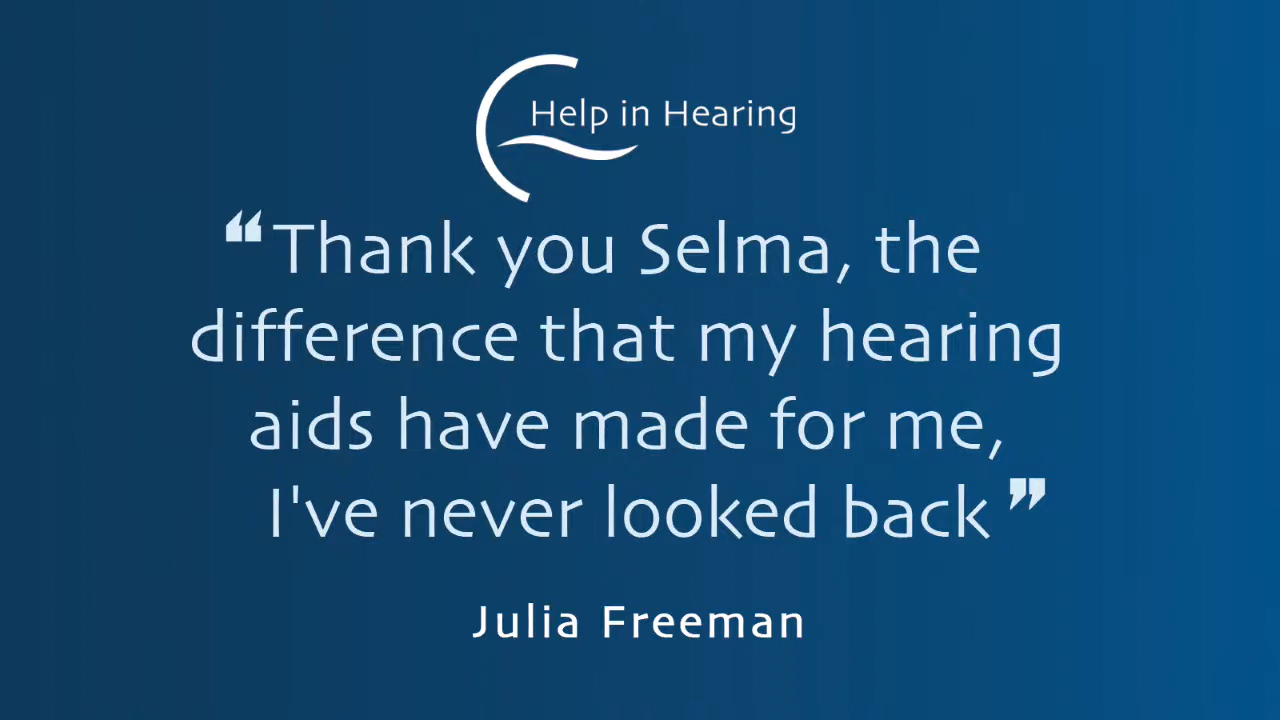 Help in Hearing
❝Thank you Selma, the
difference that my hearing
aids have made for me,
I've never looked back❞
Julia Freeman